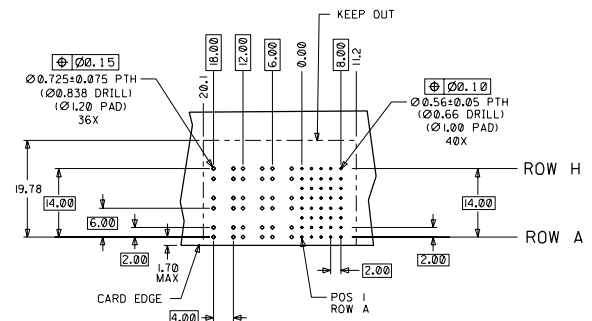 KEEP OUT
⌖ Ø0.15
Ø0.725±0.075 PTH
(Ø0.838 DRILL)
(Ø1.20 PAD)
36X
20.1
18.00
12.00
6.00
0.00
8.00
11.2
⌖ Ø0.10
Ø0.56±0.05 PTH
(Ø0.66 DRILL)
(Ø1.00 PAD)
40X
ROW H
19.78
14.00
14.00
6.00
ROW A
2.00
1.70
MAX
2.00
2.00
CARD EDGE
POS 1
ROW A
4.00